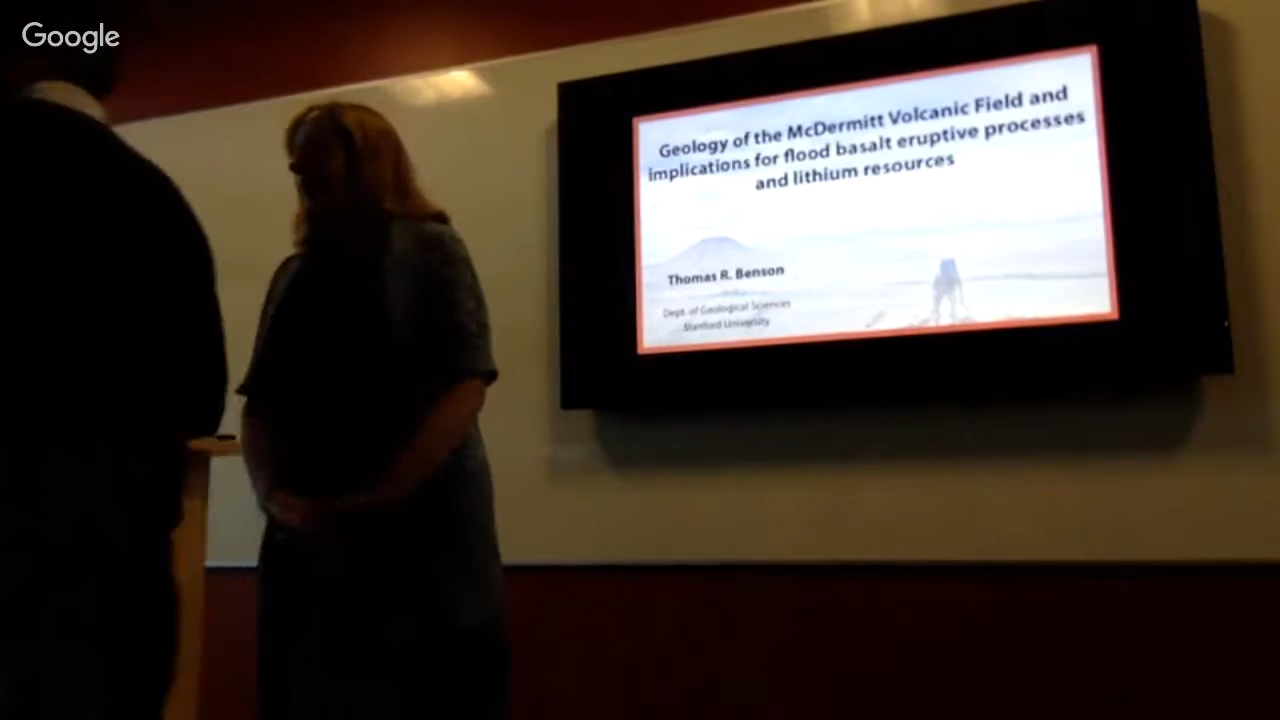 Google
Geology of the McDermitt Volcanic Field and
implications for flood basalt eruptive processes
and lithium resources
Thomas R. Benson
Dept. of Geological Sciences
Stanford University